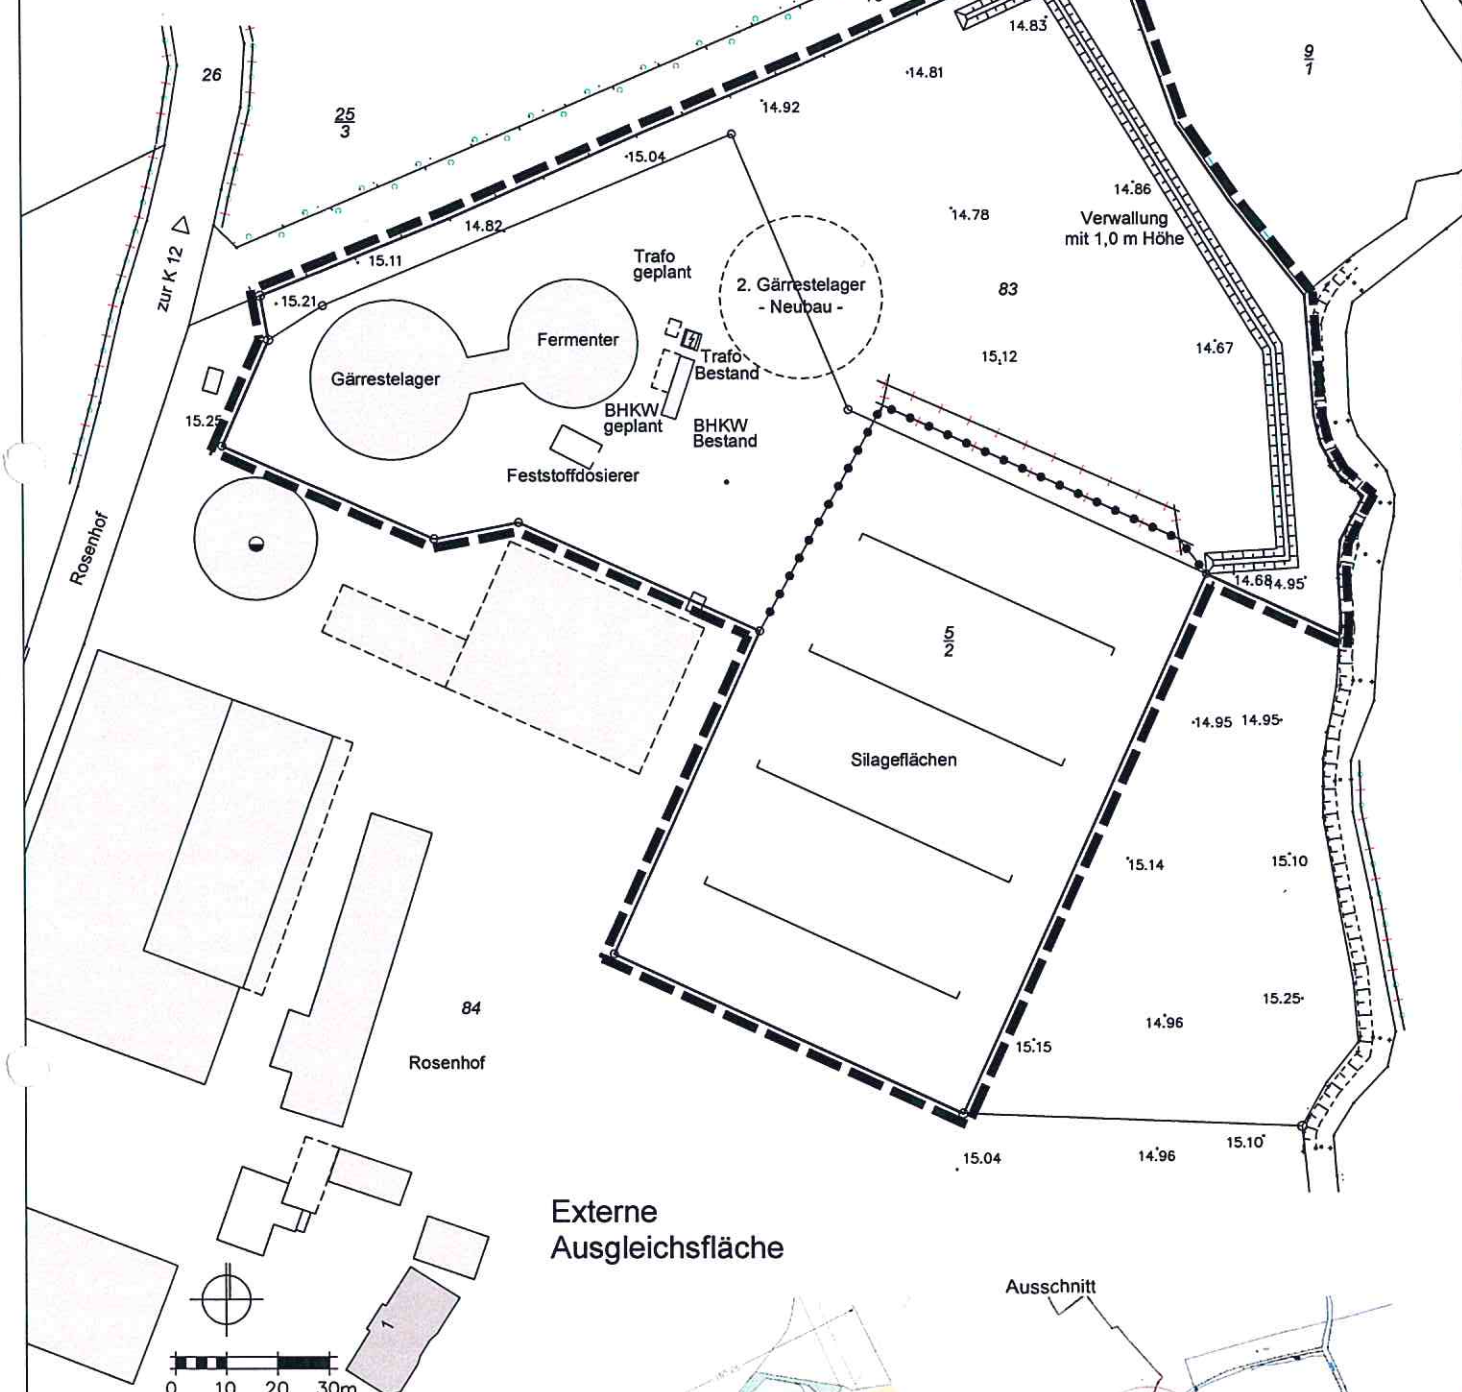 14.83
9
1
26
14.81
25
3
14.92
15.04
14.86
14.78
Verwallung
mit 1,0 m Höhe
14.82
zur K 12
15.11
Trafo
geplant
2. Gärrestelager
- Neubau -
83
15.21
Fermenter
14.67
Trafo
Bestand
15.12
Gärrestelager
BHKW
geplant
BHKW
Bestand
15.25
Feststoffdosierer
Rosenhof
14.68
14.95
5
2
14.95
14.95
Silageflächen
15.14
15.10
84
15.25
14.96
15.15
Rosenhof
15.04
14.96
15.10
Externe
Ausgleichsfläche
Ausschnitt
1
0 10 20 30m